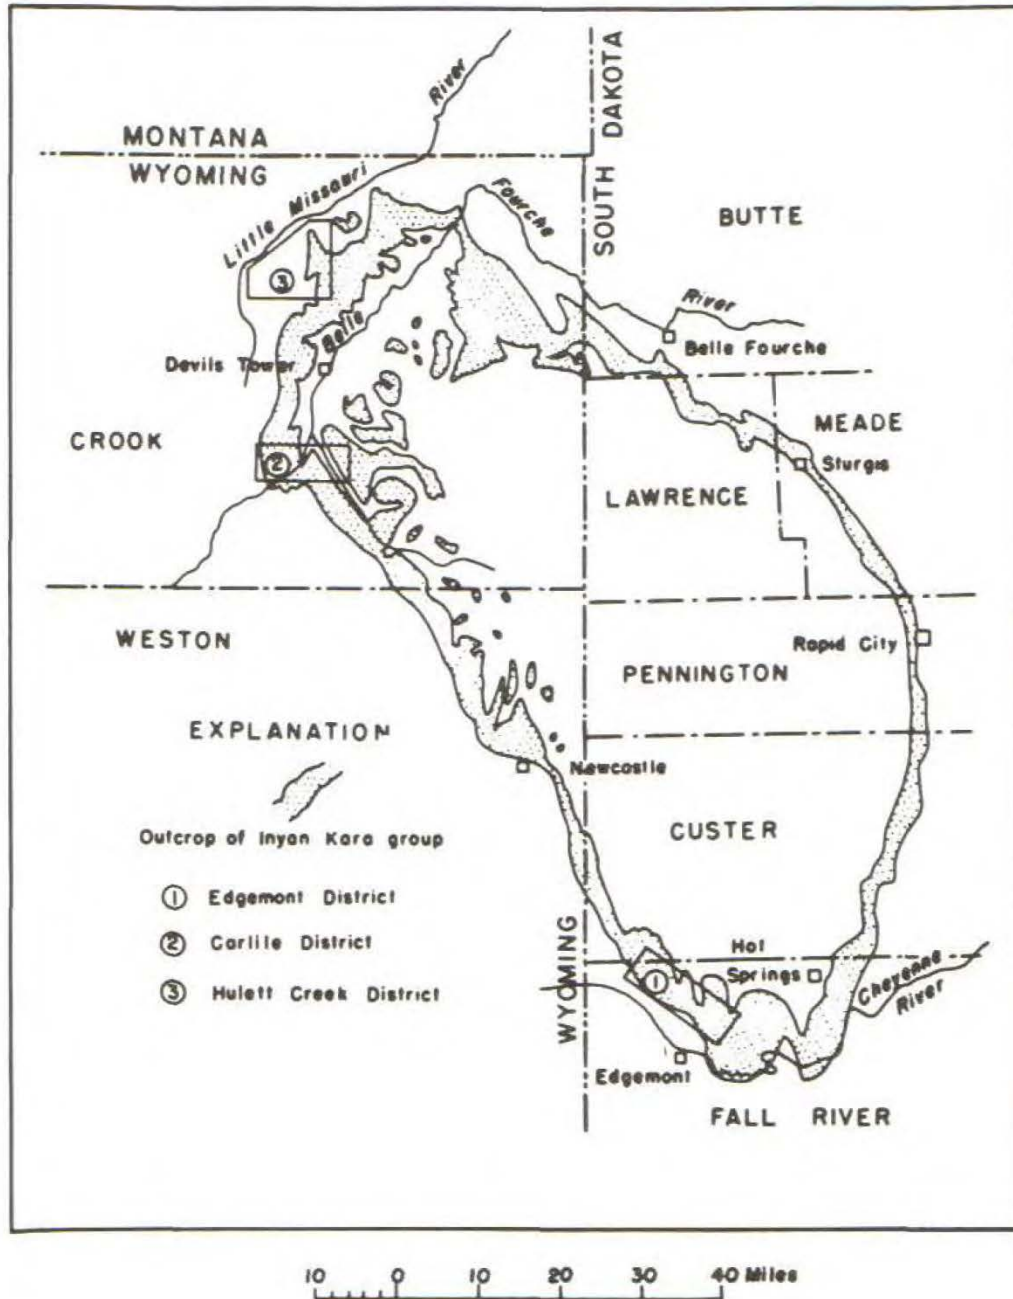 MONTANA
WYOMING
SOUTH DAKOTA
River
Little Missouri
Fourche
BUTTE
River
Belle Fourche
Belle
Devils Tower
3
CROOK
2
MEADE
Sturgis
LAWRENCE
WESTON
Rapid City
PENNINGTON
EXPLANATION
Newcastle
Outcrop of Inyan Kara group
CUSTER
1 Edgemont District
2 Carlile District
3 Hulett Creek District
WYOMING
Hot
Springs
1
Cheyenne
River
Edgemont
FALL RIVER
10 0 10 20 30 40 Miles